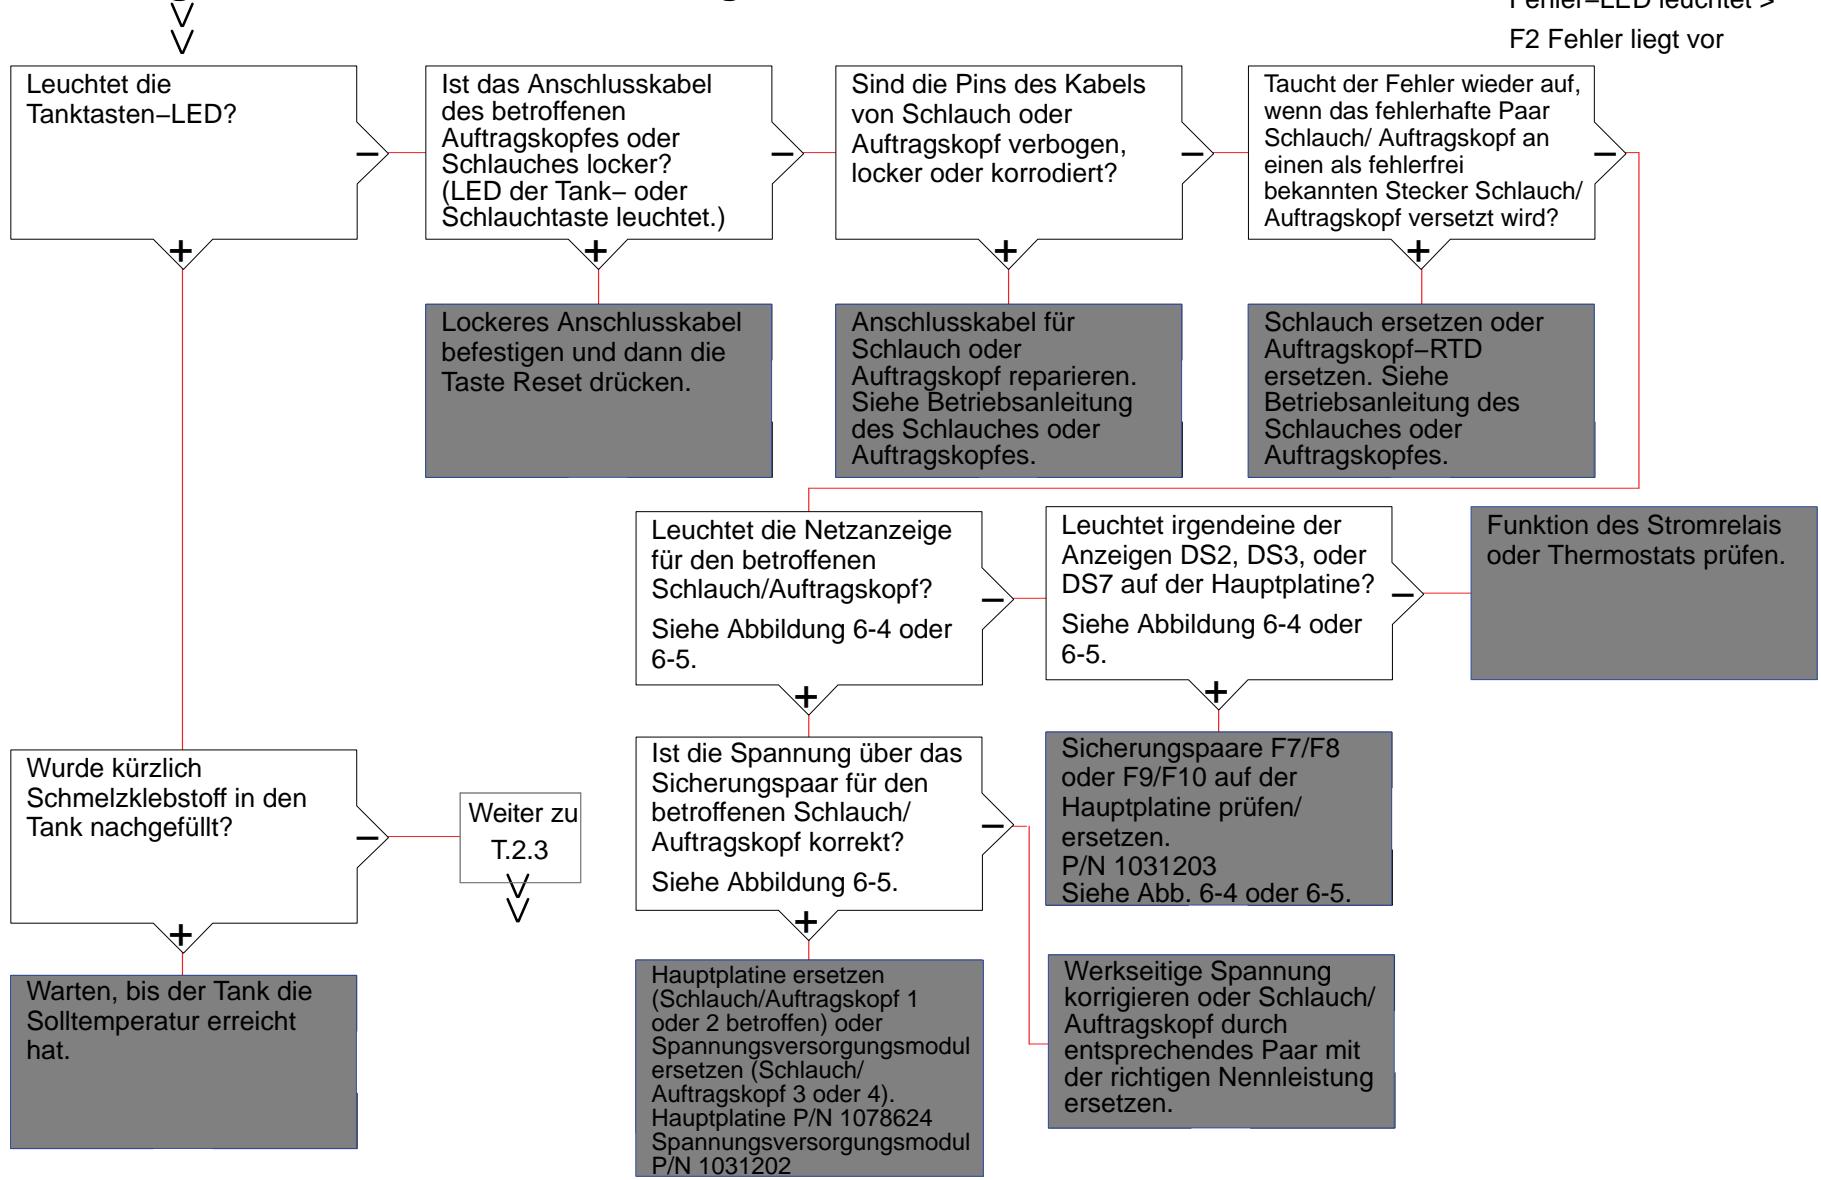 Fehler–LED leuchtet >
F2 Fehler liegt vor
Leuchtet die
Tanktasten–LED?
–
+
Ist das Anschlusskabel
des betroffenen
Auftragskopfes oder
Schlauches locker?
(LED der Tank– oder
Schlauchtaste leuchtet.)
–
+
Sind die Pins des Kabels
von Schlauch oder
Auftragskopf verbogen,
locker oder korrodiert?
–
+
Taucht der Fehler wieder auf,
wenn das fehlerhafte Paar
Schlauch/ Auftragskopf an
einen als fehlerfrei
bekannten Stecker Schlauch/
Auftragskopf versetzt wird?
–
+
Lockeres Anschlusskabel
befestigen und dann die
Taste Reset drücken.
Anschlusskabel für
Schlauch oder
Auftragskopf reparieren.
Siehe Betriebsanleitung
des Schlauches oder
Auftragskopfes.
Schlauch ersetzen oder
Auftragskopf–RTD
ersetzen. Siehe
Betriebsanleitung des
Schlauches oder
Auftragskopfes.
Leuchtet die Netzanzeige
für den betroffenen
Schlauch/Auftragskopf?
Siehe Abbildung 6-4 oder
6-5.
–
+
Leuchtet irgendeine der
Anzeigen DS2, DS3, oder
DS7 auf der Hauptplatine?
Siehe Abbildung 6-4 oder
6-5.
–
+
Funktion des Stromrelais
oder Thermostats prüfen.
Wurde kürzlich
Schmelzklebstoff in den
Tank nachgefüllt?
–
+
Weiter zu
T.2.3
Ist die Spannung über das
Sicherungspaar für den
betroffenen Schlauch/
Auftragskopf korrekt?
Siehe Abbildung 6-5.
–
+
Sicherungspaare F7/F8
oder F9/F10 auf der
Hauptplatine prüfen/
ersetzen.
P/N 1031203
Siehe Abb. 6-4 oder 6-5.
Warten, bis der Tank die
Solltemperatur erreicht
hat.
Hauptplatine ersetzen
(Schlauch/Auftragskopf 1
oder 2 betroffen) oder
Spannungsversorgungsmodul
ersetzen (Schlauch/
Auftragskopf 3 oder 4).
Hauptplatine P/N 1078624
Spannungsversorgungsmodul
P/N 1031202
Werkseitige Spannung
korrigieren oder Schlauch/
Auftragskopf durch
entsprechendes Paar mit
der richtigen Nennleistung
ersetzen.